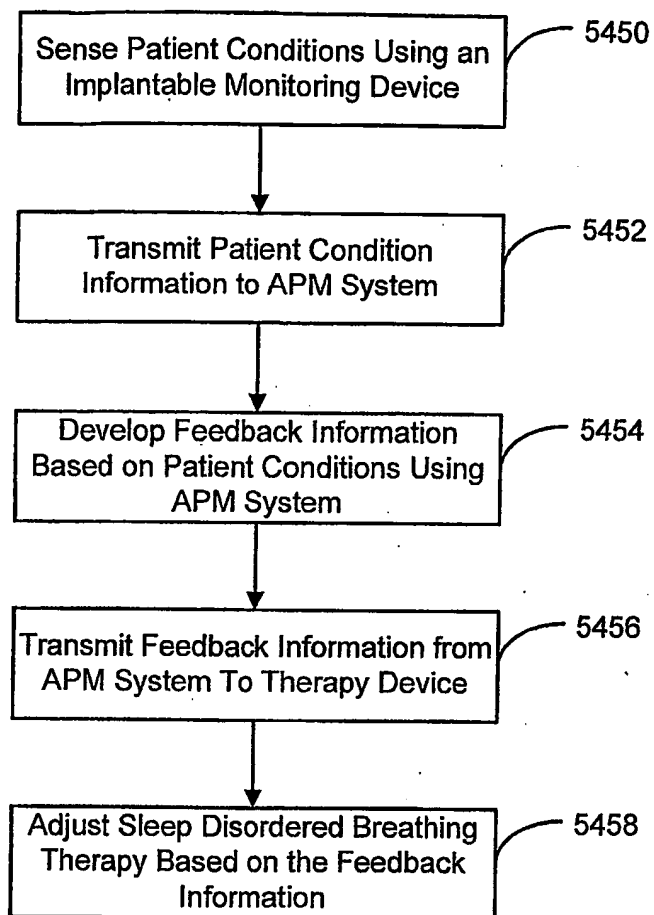 Sense Patient Conditions Using an
Implantable Monitoring Device
5450
Transmit Patient Condition
Information to APM System
5452
Develop Feedback Information
Based on Patient Conditions Using
APM System
5454
Transmit Feedback Information from
APM System To Therapy Device
5456
Adjust Sleep Disordered Breathing
Therapy Based on the Feedback
Information
5458